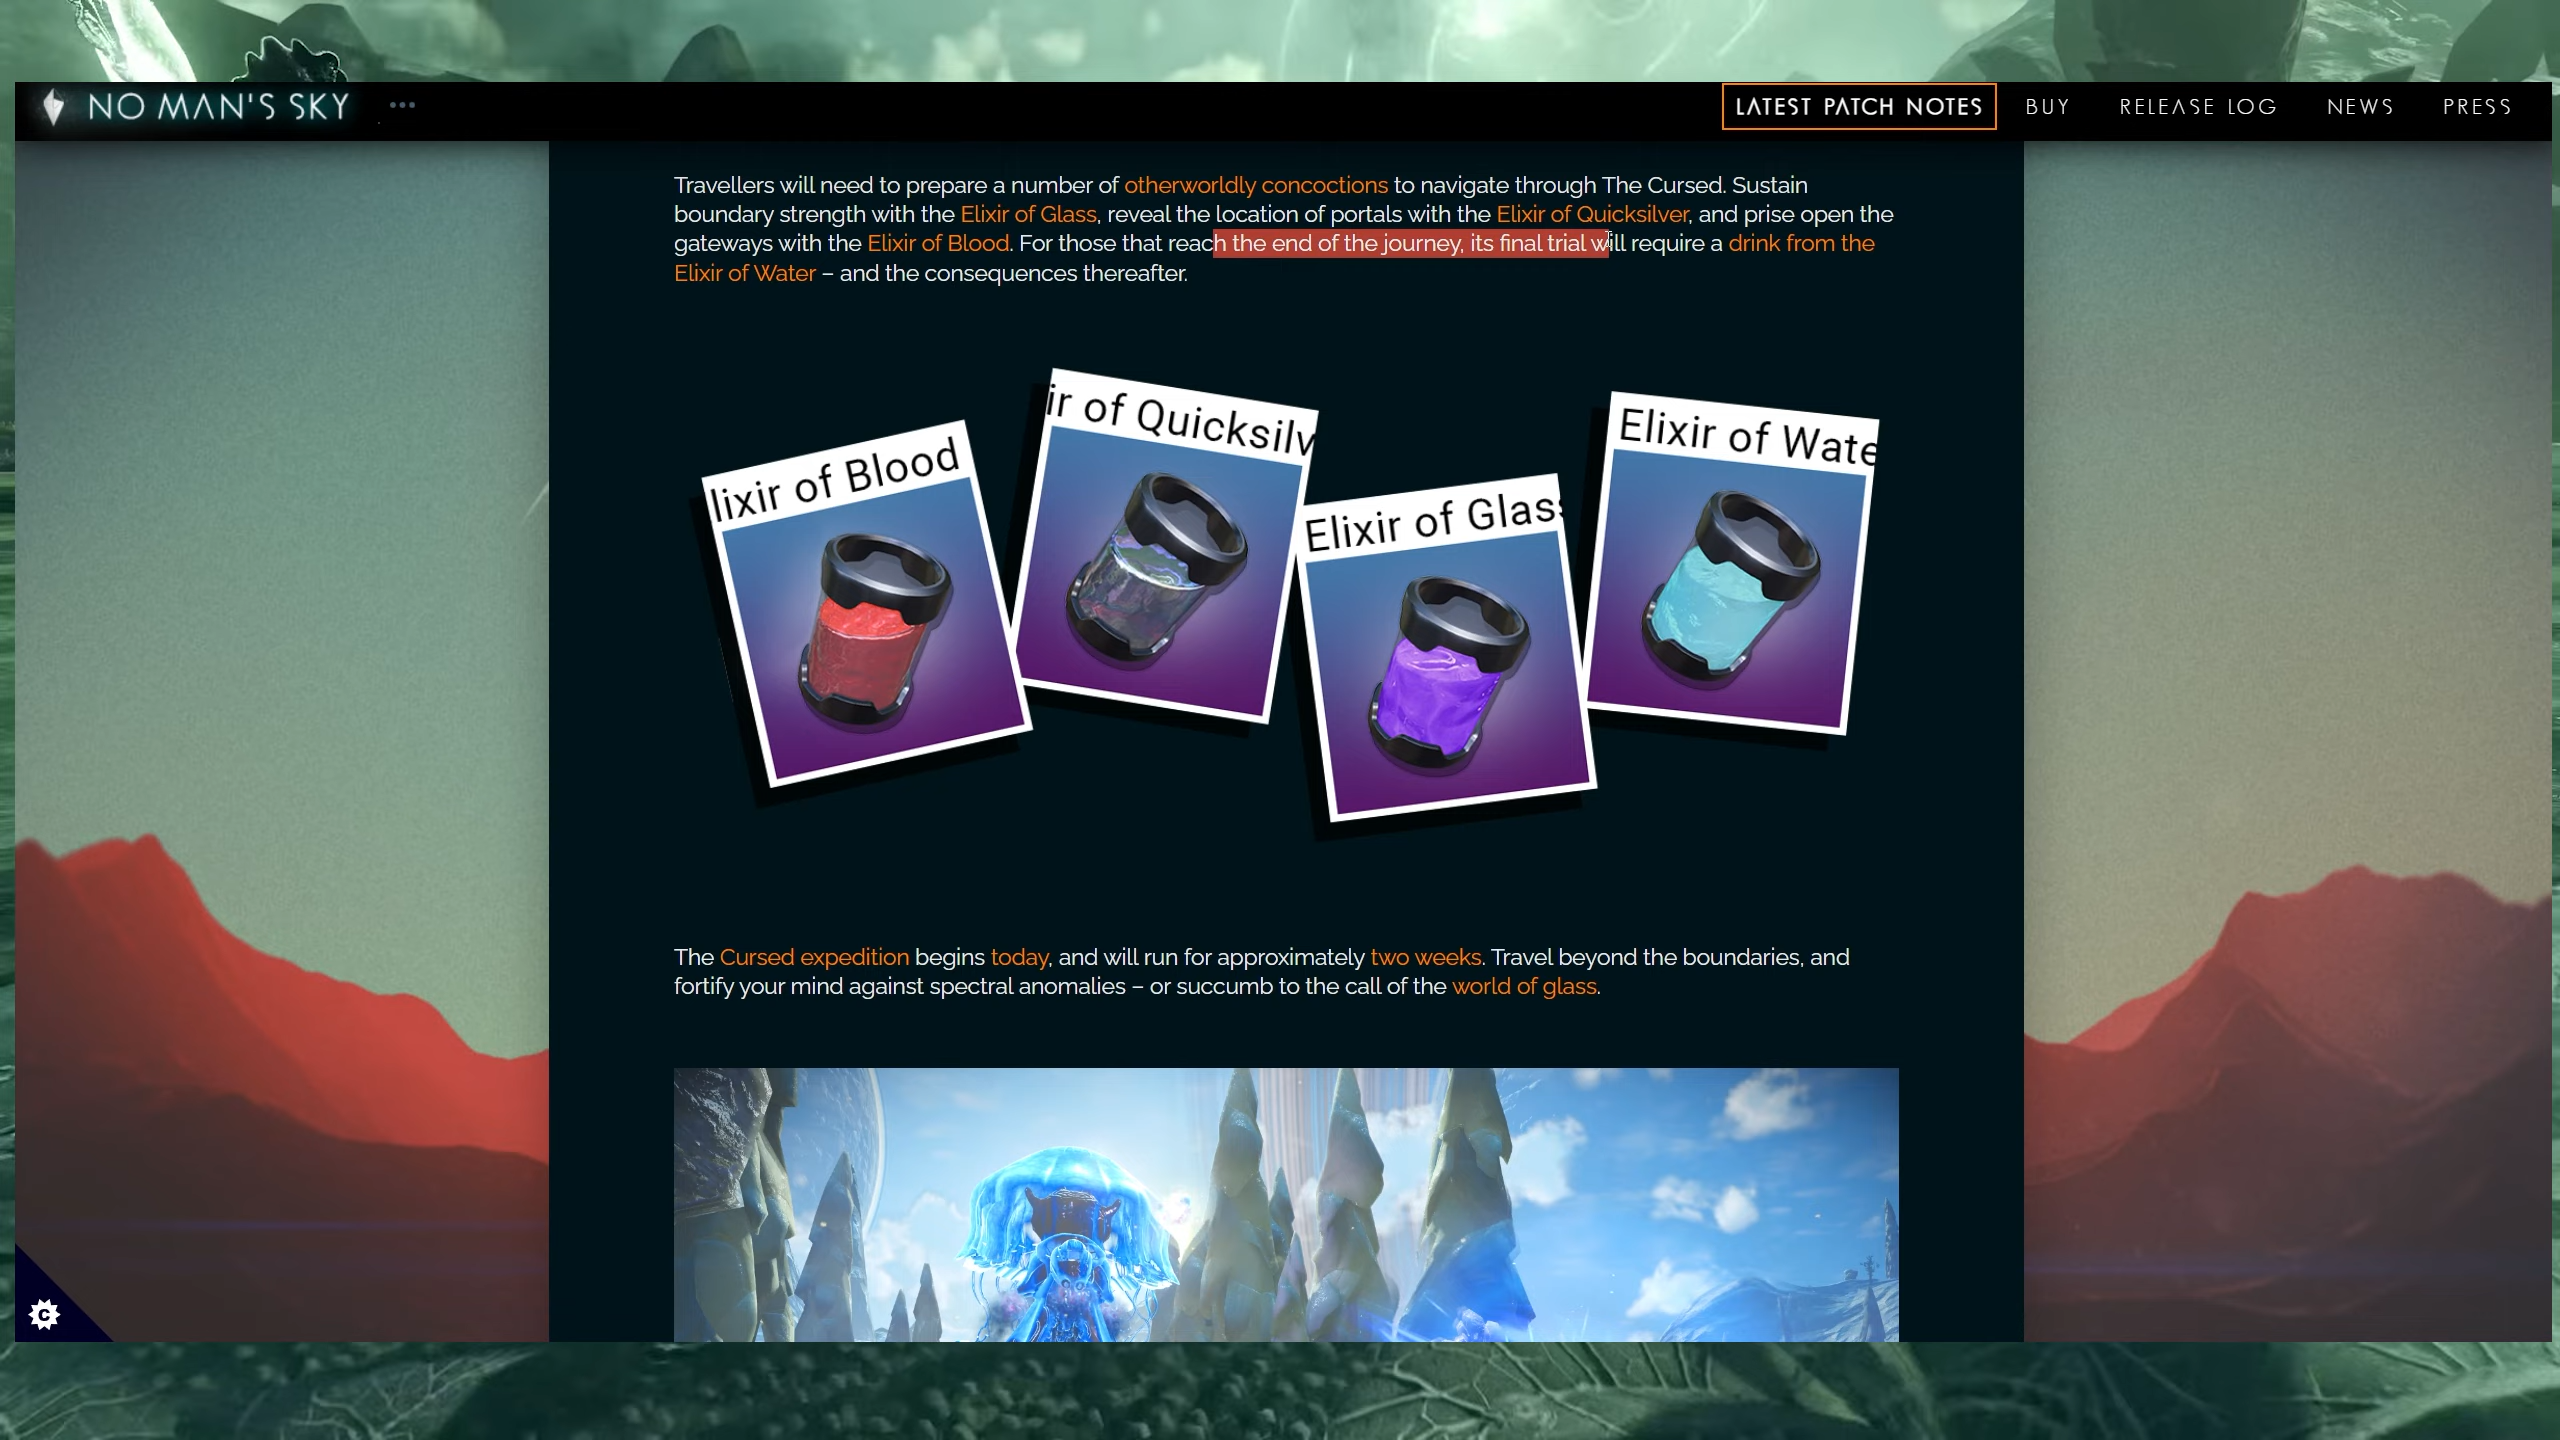 NO MAN'S SKY
LATEST PATCH NOTES
BUY
RELEASE LOG
NEWS
PRESS
Travellers will need to prepare a number of otherworldly concoctions to navigate through The Cursed. Sustain
boundary strength with the Elixir of Glass, reveal the location of portals with the Elixir of Quicksilver, and prise open the
gateways with the Elixir of Blood. For those that reach the end of the journey, its final trial will require a drink from the
Elixir of Water – and the consequences thereafter.
lixir of Blood
ir of Quicksilv
Elixir of Glass
Elixir of Wate
The Cursed expedition begins today, and will run for approximately two weeks. Travel beyond the boundaries, and
fortify your mind against spectral anomalies – or succumb to the call of the world of glass.
C